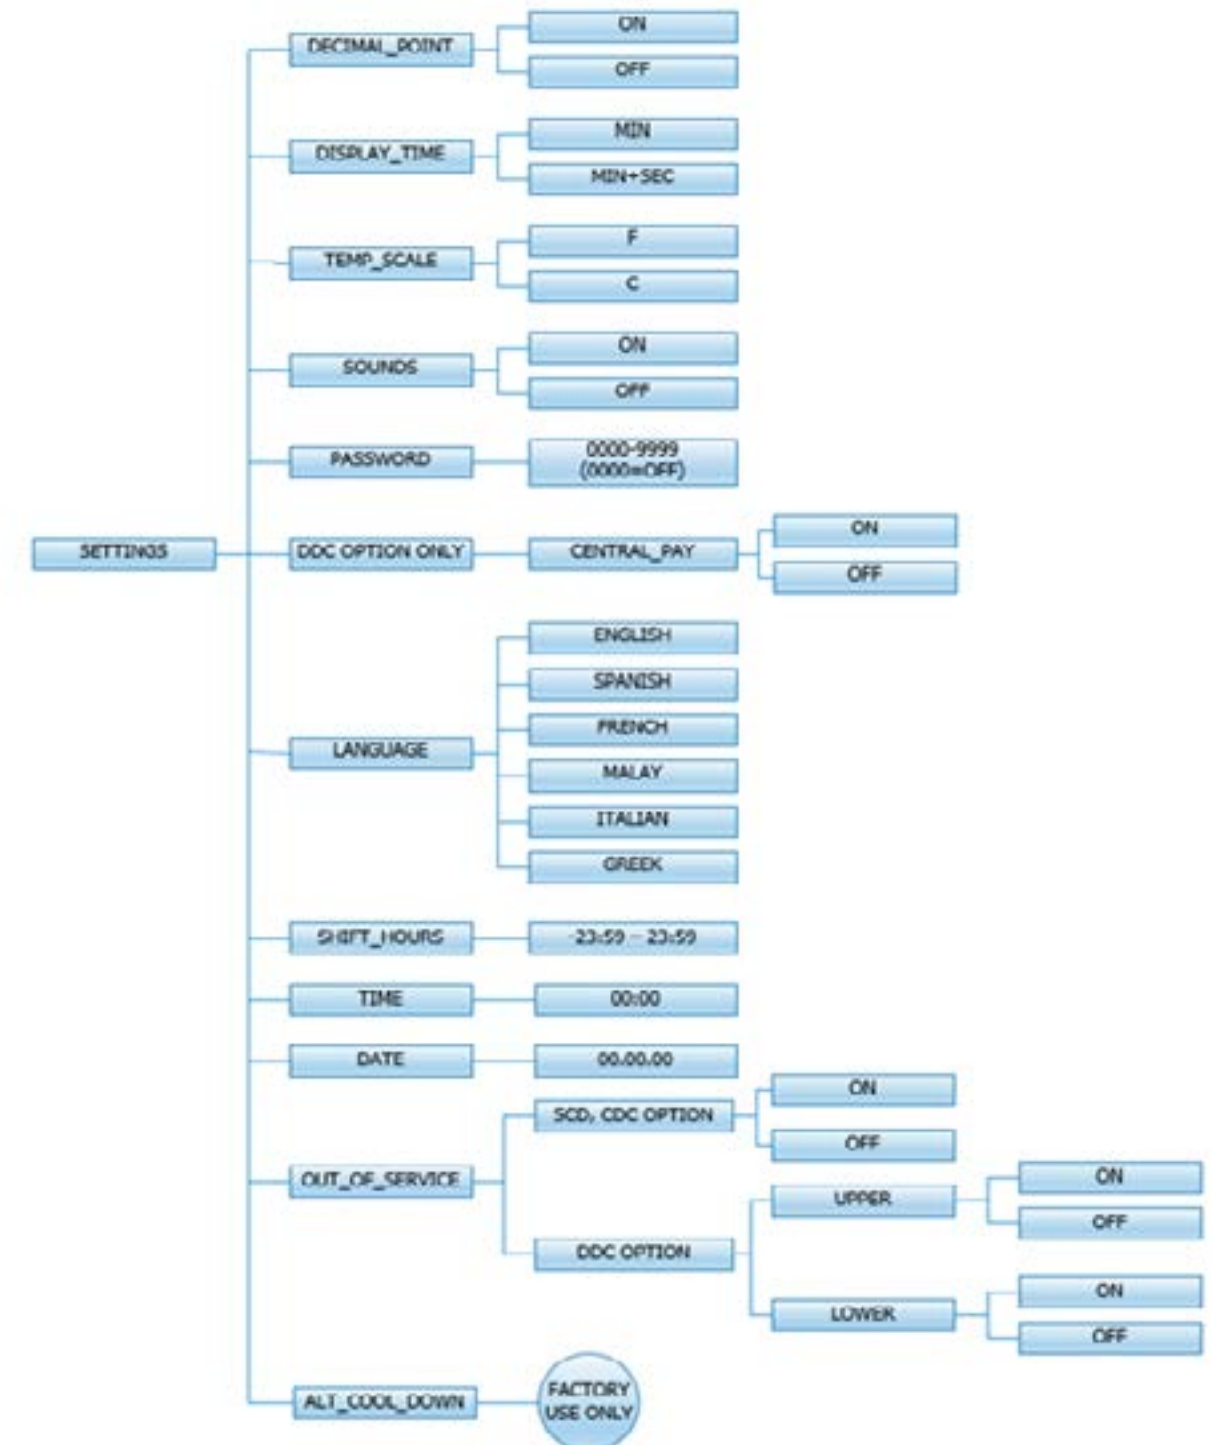 SETTINGS
DECIMAL_POINT
ON
OFF
DISPLAY_TIME
MIN
MIN+SEC
TEMP_SCALE
F
C
SOUNDS
ON
OFF
PASSWORD
0000-9999
(0000=OFF)
DDC OPTION ONLY
CENTRAL_PAY
ON
OFF
LANGUAGE
ENGLISH
SPANISH
FRENCH
MALAY
ITALIAN
GREEK
SHIFT_HOURS
-23:59 - 23:59
TIME
00:00
DATE
00.00.00
OUT_OF_SERVICE
SCD, CDC OPTION
ON
OFF
DDC OPTION
UPPER
ON
OFF
LOWER
ON
OFF
ALT_COOL_DOWN
FACTORY
USE ONLY